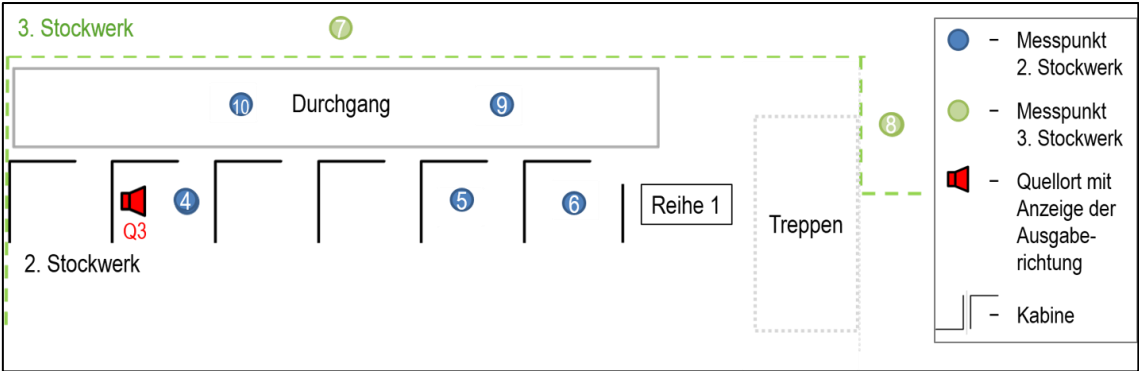 3. Stockwerk
7
10
Durchgang
9
8
4
5
6
Reihe 1
Q3
Treppen
2. Stockwerk
– Messpunkt
2. Stockwerk
– Messpunkt
3. Stockwerk
– Quellort mit
Anzeige der
Ausgabe-
richtung
– Kabine